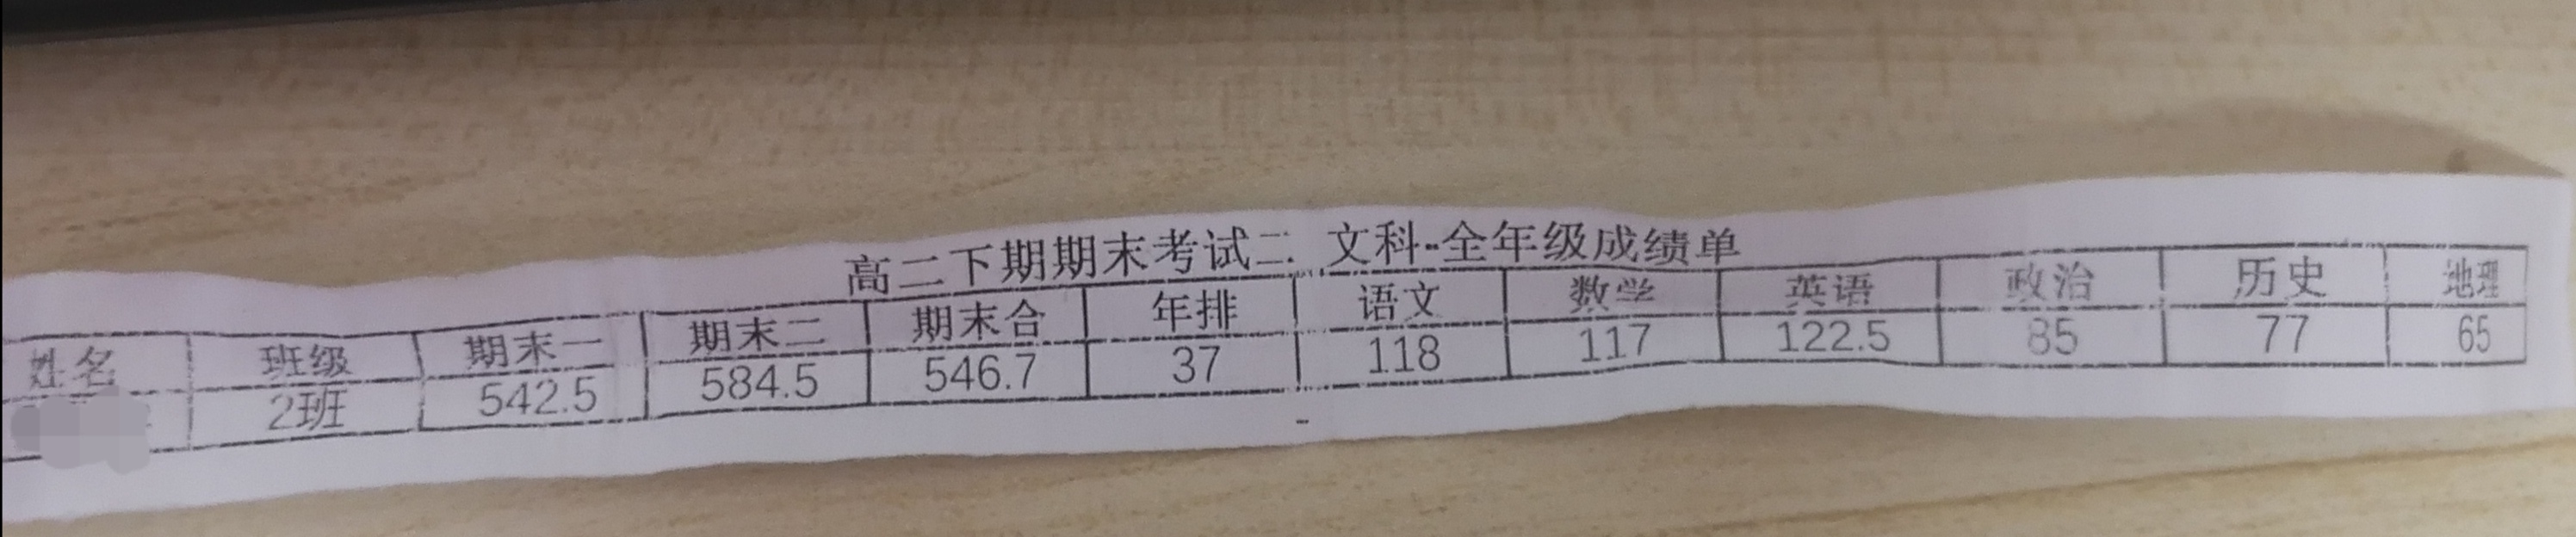 高二下期期末考试二 文科-全年级成绩单
姓名 班级 期末一 期末二 期末合 年排 语文 数学 英语 政治 历史 地理
2班 542.5 584.5 546.7 37 118 117 122.5 85 77 65